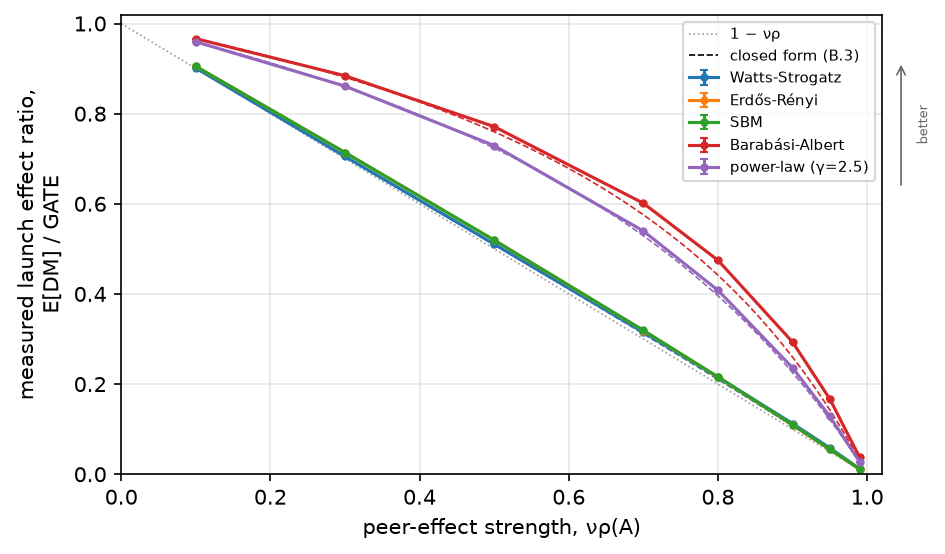 measured launch effect ratio,
E[DM] / GATE
1.0
0.8
0.6
0.4
0.2
0.0
0.0 0.2 0.4 0.6 0.8 1.0
peer-effect strength, νρ(A)
1 − νρ
closed form (B.3)
Watts-Strogatz
Erdős-Rényi
SBM
Barabási-Albert
power-law (γ=2.5)
better